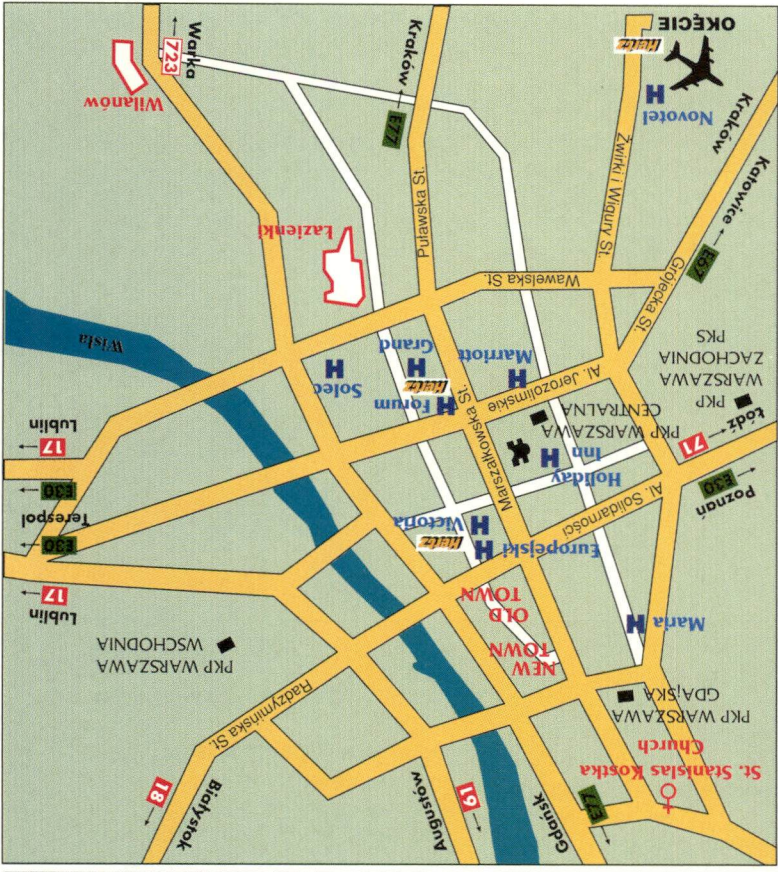 Gdańsk
E77
St. Stanislas Kostka
Church
Augustów
61
Białystok
18
PKP WARSZAWA
GDAJSKA
Radzymińska St.
NEW
TOWN
PKP WARSZAWA
WSCHODNIA
Maria
OLD
TOWN
Lublin
17
Europejski
Hertz
Victoria
E30
Terespol
E30
Poznań
E30
Al. Solidarności
71
Łódź
Holiday
Inn
Marszałkowska St.
PKP WARSZAWA
CENTRALNA
Lublin
17
PKP
WARSZAWA
ZACHODNIA
PKS
Al. Jerozolimskie
Forum
Hertz
Marriott
Grand
Solec
Wisła
Grójecka St.
Wawelska St.
E67
Katowice
Kraków
Żwirki i Wigury St.
Puławska St.
Łazienki
Novotel
Hertz
OKĘCIE
E77
Kraków
Wilanów
723
Warka